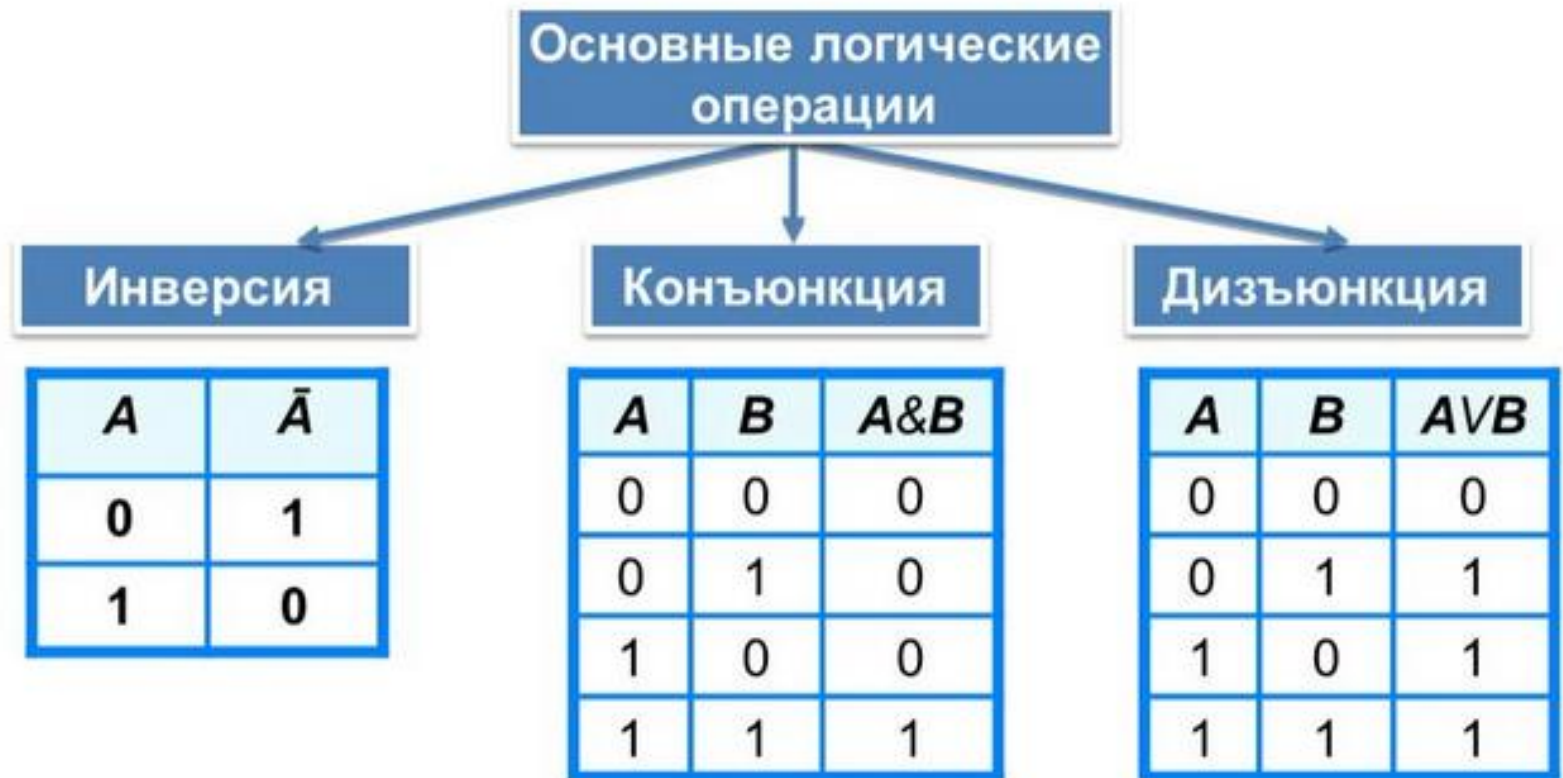 Основные логические
операции
Инверсия
Конъюнкция
Дизъюнкция
A Ā
0 1
1 0
A B A&B
0 0 0
0 1 0
1 0 0
1 1 1
A B A∨B
0 0 0
0 1 1
1 0 1
1 1 1